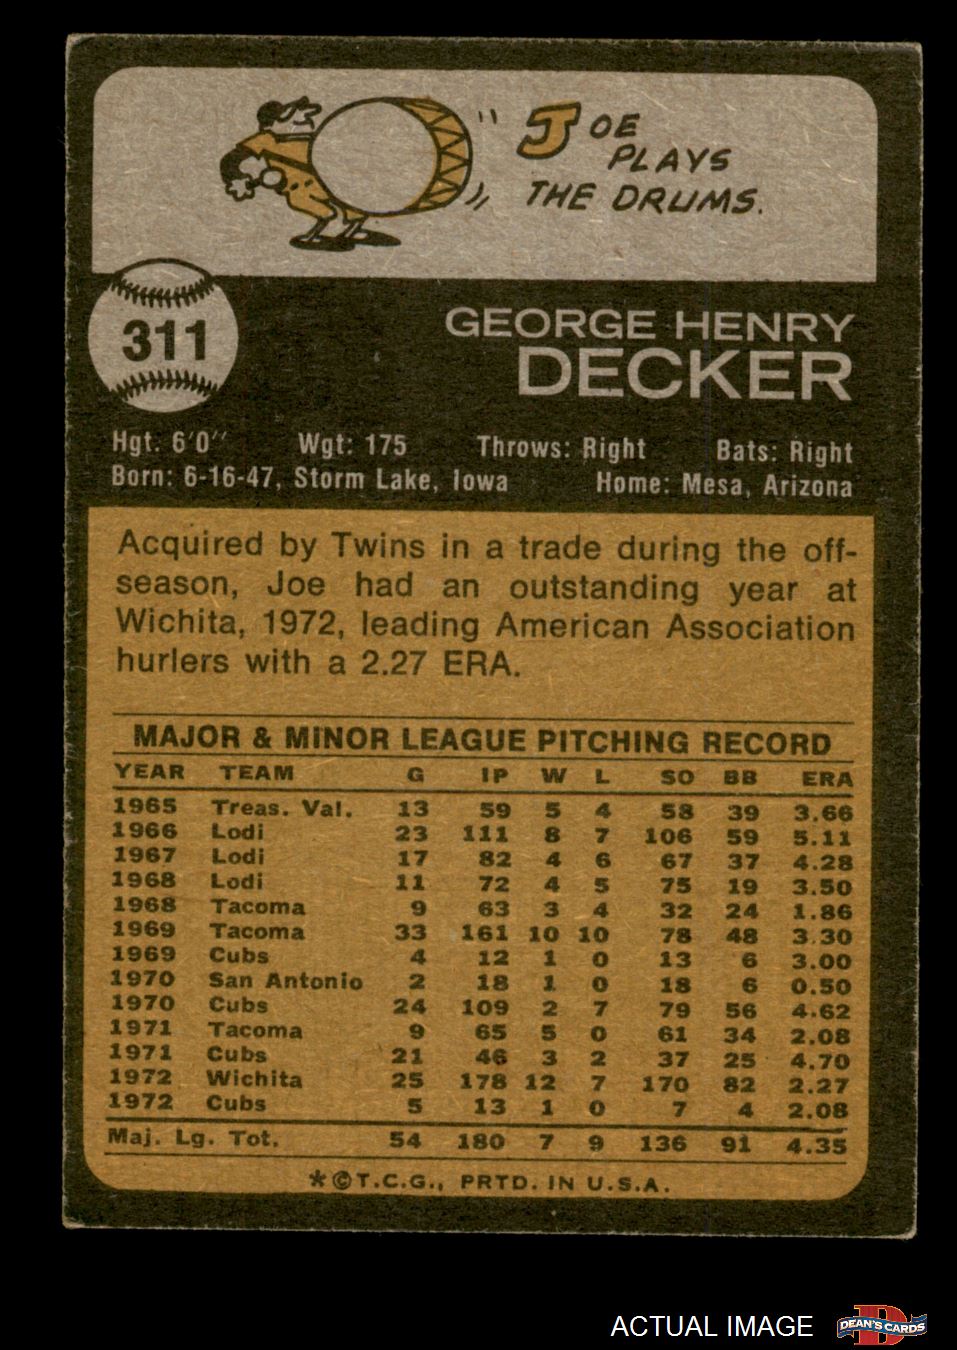 JOE
PLAYS
THE DRUMS.
311
GEORGE HENRY
DECKER
Hgt. 6'0" Wgt: 175 Throws: Right Bats: Right
Born: 6-16-47, Storm Lake, Iowa Home: Mesa, Arizona
Acquired by Twins in a trade during the off-
season, Joe had an outstanding year at
Wichita, 1972, leading American Association
hurlers with a 2.27 ERA.
MAJOR & MINOR LEAGUE PITCHING RECORD
YEAR TEAM G IP W L SO BB ERA
1965 Treas. Val. 13 59 5 4 58 39 3.66
1966 Lodi 23 111 8 7 106 59 5.11
1967 Lodi 17 82 4 6 67 37 4.28
1968 Lodi 11 72 4 5 75 19 3.50
1968 Tacoma 9 63 3 4 32 24 1.86
1969 Tacoma 33 161 10 10 78 48 3.30
1969 Cubs 4 12 1 0 13 6 3.00
1970 San Antonio 2 18 1 0 18 6 0.50
1970 Cubs 24 109 2 7 79 56 4.62
1971 Tacoma 9 65 5 0 61 34 2.08
1971 Cubs 21 46 3 2 37 25 4.70
1972 Wichita 25 178 12 7 170 82 2.27
1972 Cubs 5 13 1 0 7 4 2.08
Maj. Lg. Tot. 54 180 7 9 136 91 4.35
*©T.C.G., PRTD. IN U.S.A.
ACTUAL IMAGE
D
DEAN'S CARDS